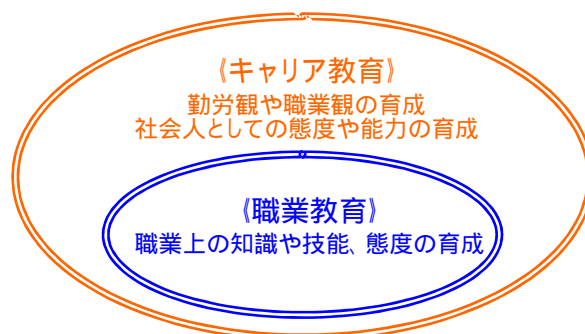 《キャリア教育》
勤労観や職業観の育成
社会人としての態度や能力の育成
《職業教育》
職業上の知識や技能、態度の育成